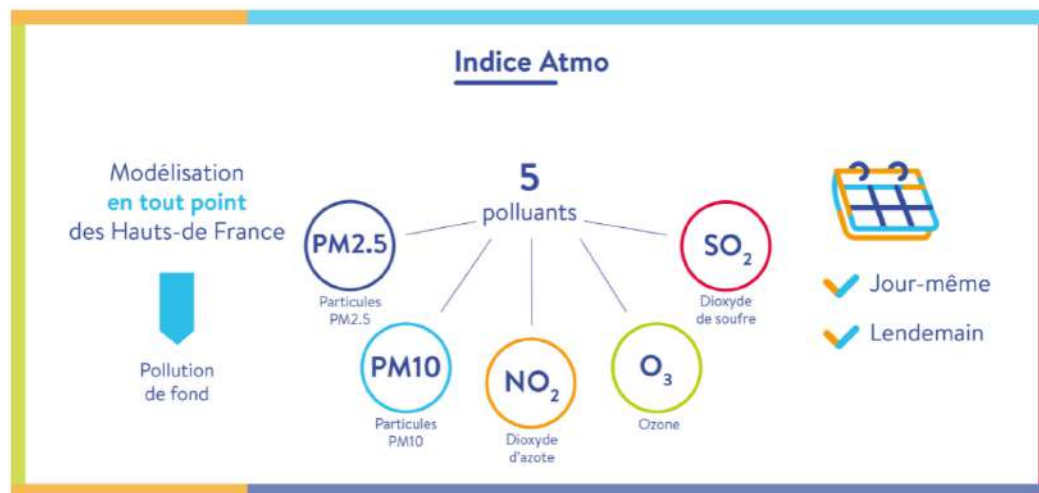 Indice Atmo
Modélisation
en tout point
des Hauts-de France
Pollution
de fond
5
polluants
PM2.5
Particules
PM2.5
PM10
Particules
PM10
NO₂
Dioxyde
d'azote
O₃
Ozone
SO₂
Dioxyde
de soufre
Jour-même
Lendemain